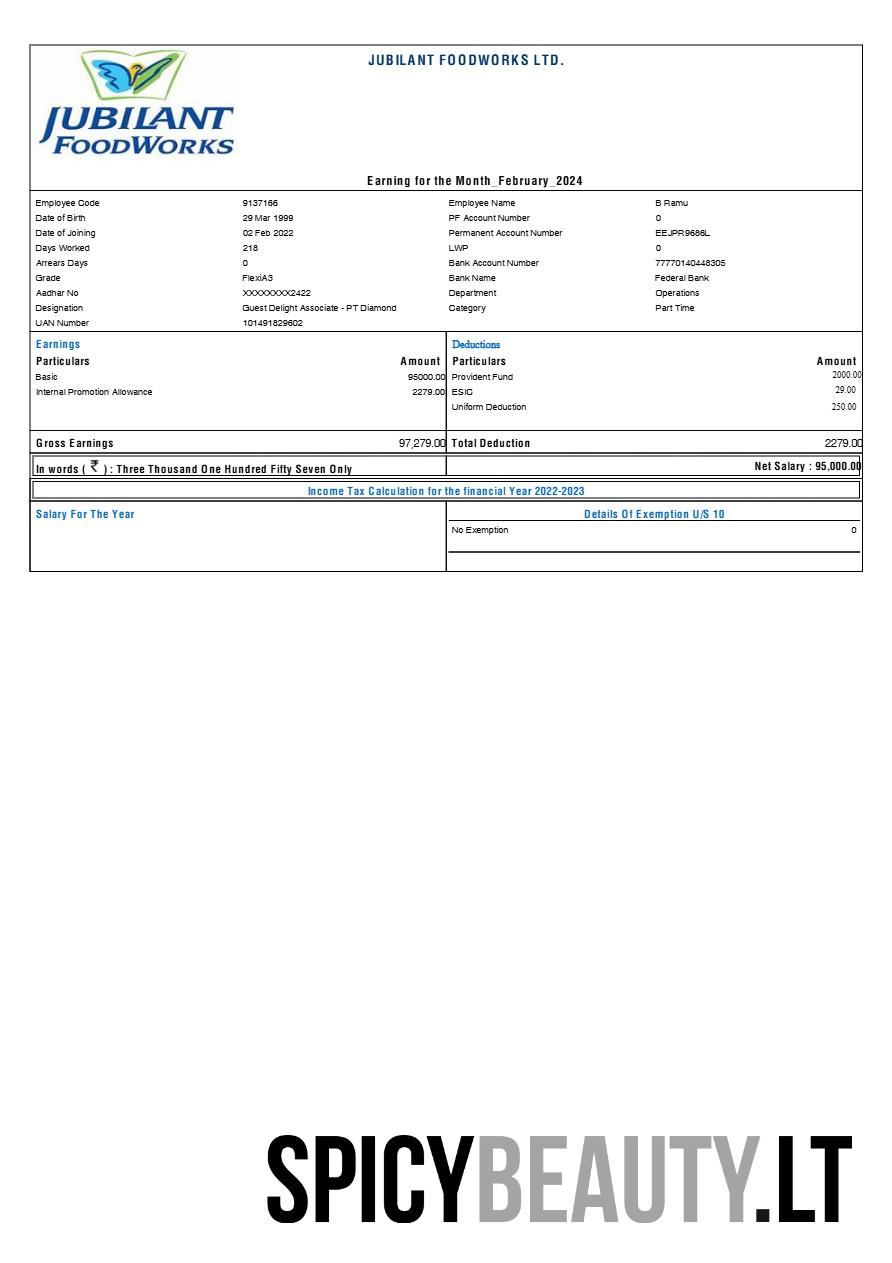 JUBILANT FOODWORKS LTD.
JUBILANT
FOODWORKS
Earning for the Month_February_2024
Employee Code 9137166 Employee Name B Ramu
Date of Birth 29 Mar 1999 PF Account Number 0
Date of Joining 02 Feb 2022 Permanent Account Number EEJPR9686L
Days Worked 218 LWP 0
Arrears Days 0 Bank Account Number 77770140448305
Grade FlexiA3 Bank Name Federal Bank
Aadhar No XXXXXXXX2422 Department Operations
Designation Guest Delight Associate - PT Diamond Category Part Time
UAN Number 101491829602
Earnings Deductions
Particulars Amount Particulars Amount
Basic 95000.00 Provident Fund 2000.00
Internal Promotion Allowance 2279.00 ESIC 29.00
Uniform Deduction 250.00
Gross Earnings 97,279.00 Total Deduction 2279.00
In words ( ₹ ) : Three Thousand One Hundred Fifty Seven Only Net Salary : 95,000.00
Income Tax Calculation for the financial Year 2022-2023
Salary For The Year Details Of Exemption U/S 10
No Exemption 0
SPICYBEAUTY.LT